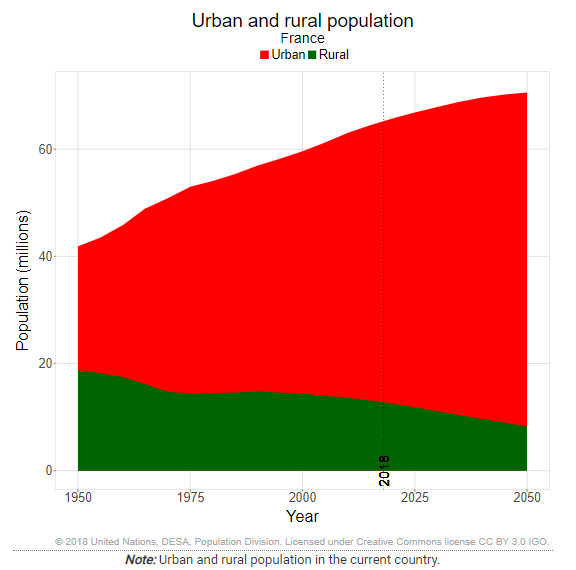 Urban and rural population
France
Urban Rural
Population (millions)
60
40
20
0
2018
1950 1975 2000 2025 2050
Year
© 2018 United Nations, DESA, Population Division. Licensed under Creative Commons license CC BY 3.0 IGO.
Note: Urban and rural population in the current country.